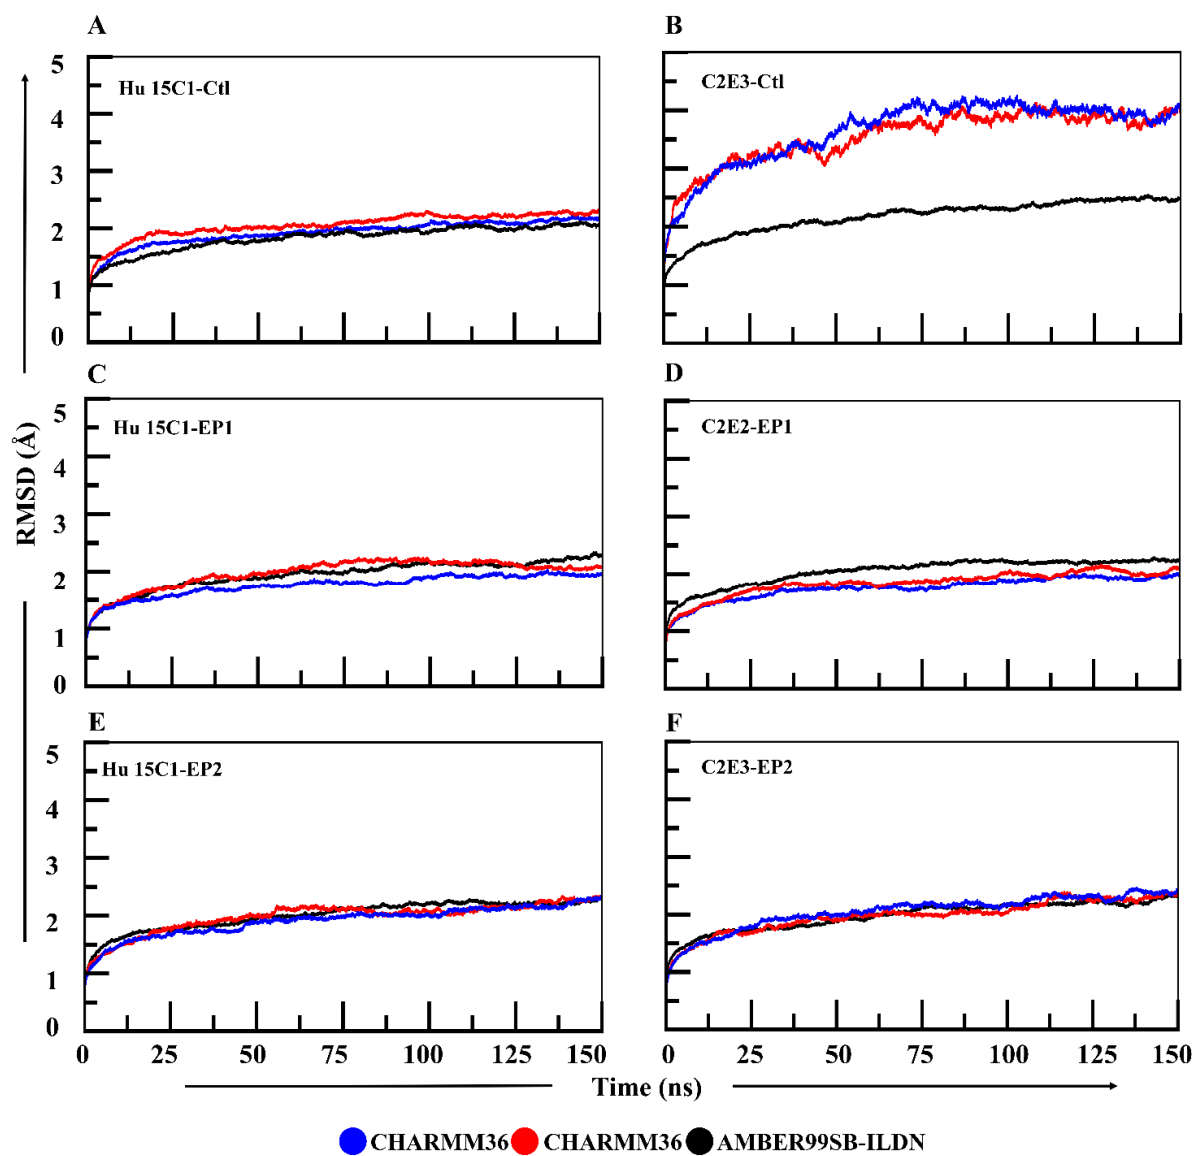 A
B
5
4
3
2
1
0
Hu 15C1-Ctl
C2E3-Ctl
C
D
5
4
3
2
1
0
Hu 15C1-EP1
C2E2-EP1
RMSD (Å)
E
F
5
4
3
2
1
0
Hu 15C1-EP2
C2E3-EP2
0 25 50 75 100 125 150
0 25 50 75 100 125 150
Time (ns)
CHARMM36 CHARMM36 AMBER99SB-ILDN